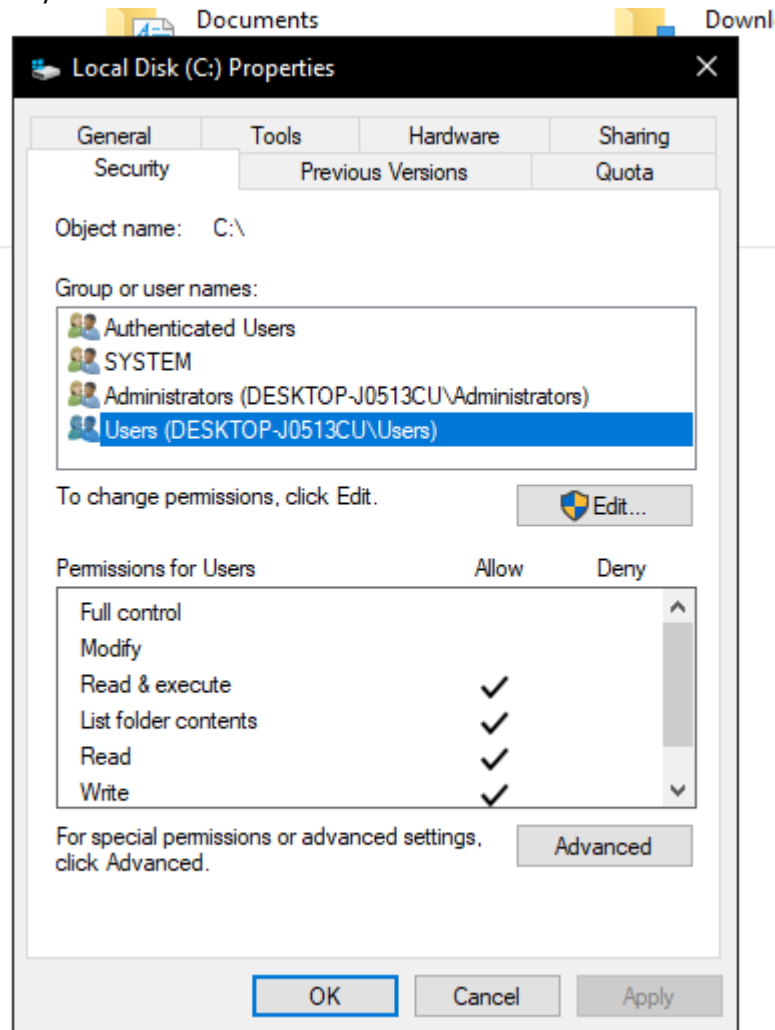 Documents
Downl
Local Disk (C:) Properties
General Tools Hardware Sharing
Security Previous Versions Quota
Object name: C:\
Group or user names:
Authenticated Users
SYSTEM
Administrators (DESKTOP-J0513CU\Administrators)
Users (DESKTOP-J0513CU\Users)
To change permissions, click Edit.
Edit...
Permissions for Users Allow Deny
Full control
Modify
Read & execute
List folder contents
Read
Write
For special permissions or advanced settings,
click Advanced.
Advanced
OK Cancel Apply